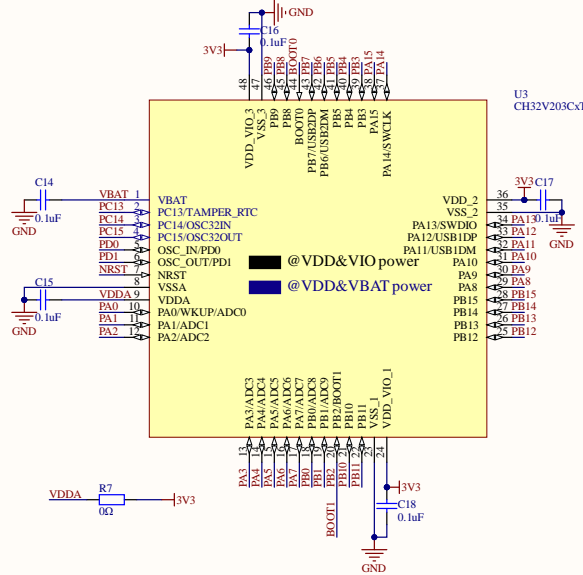 GND
C16
0.1uF
3V3
PB9
PB8
BOOT0
PB7
PB6
PB5
PB4
PB3
PA15
PA14
48
47
46
45
44
43
42
41
40
39
38
37
VDD_VIO_3
VSS_3
PB9
PB8
BOOT0
PB7/USB2DP
PB6/USB2DM
PB5
PB4
PB3
PA15
PA14/SWCLK
U3
CH32V203CxT
C14
0.1uF
GND
VBAT 1 VBAT
PC13 2 PC13/TAMPER_RTC
PC14 3 PC14/OSC32IN
PC15 4 PC15/OSC32OUT
PD0 5 OSC_IN/PD0
PD1 6 OSC_OUT/PD1
NRST 7 NRST
8 VSSA
VDDA 9 VDDA
PA0 10 PA0/WKUP/ADC0
PA1 11 PA1/ADC1
PA2 12 PA2/ADC2
C15
0.1uF
GND
@VDD&VIO power
@VDD&VBAT power
3V3
C17
0.1uF
GND
VDD_2 36
VSS_2 35
PA13/SWDIO 34 PA13
PA12/USB1DP 33 PA12
PA11/USB1DM 32 PA11
PA10 31 PA10
PA9 30 PA9
PA8 29 PA8
PB15 28 PB15
PB14 27 PB14
PB13 26 PB13
PB12 25 PB12
PA3/ADC3
PA4/ADC4
PA5/ADC5
PA6/ADC6
PA7/ADC7
PB0/ADC8
PB1/ADC9
PB2/BOOT1
PB10
PB11
VSS_1
VDD_VIO_1
13
14
15
16
17
18
19
20
21
22
23
24
PA3
PA4
PA5
PA6
PA7
PB0
PB1
PB2
PB10
PB11
BOOT1
3V3
C18
0.1uF
GND
VDDA
R7
0Ω
3V3